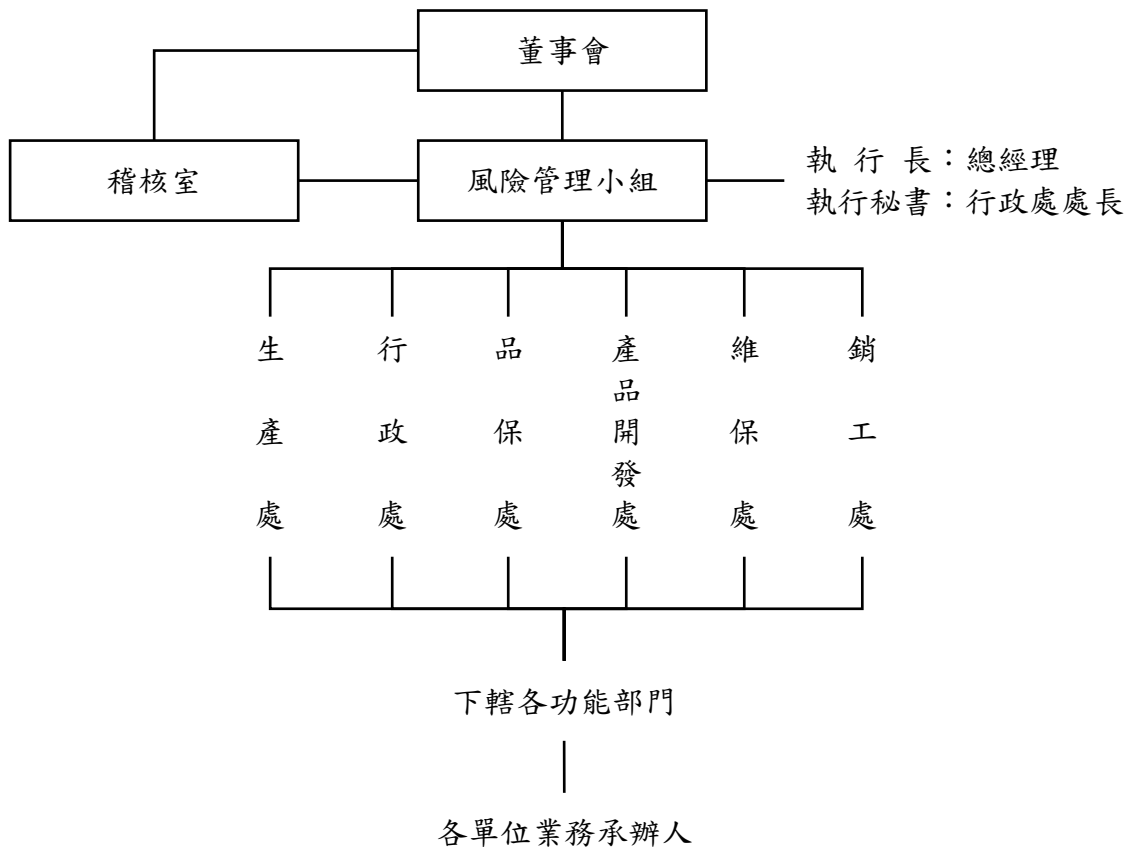 董事會
稽核室
風險管理小組
執 行 長：總經理
執行秘書：行政處處長
生產處
行政處
品保處
產品開發處
維保處
銷工處
下轄各功能部門
各單位業務承辦人